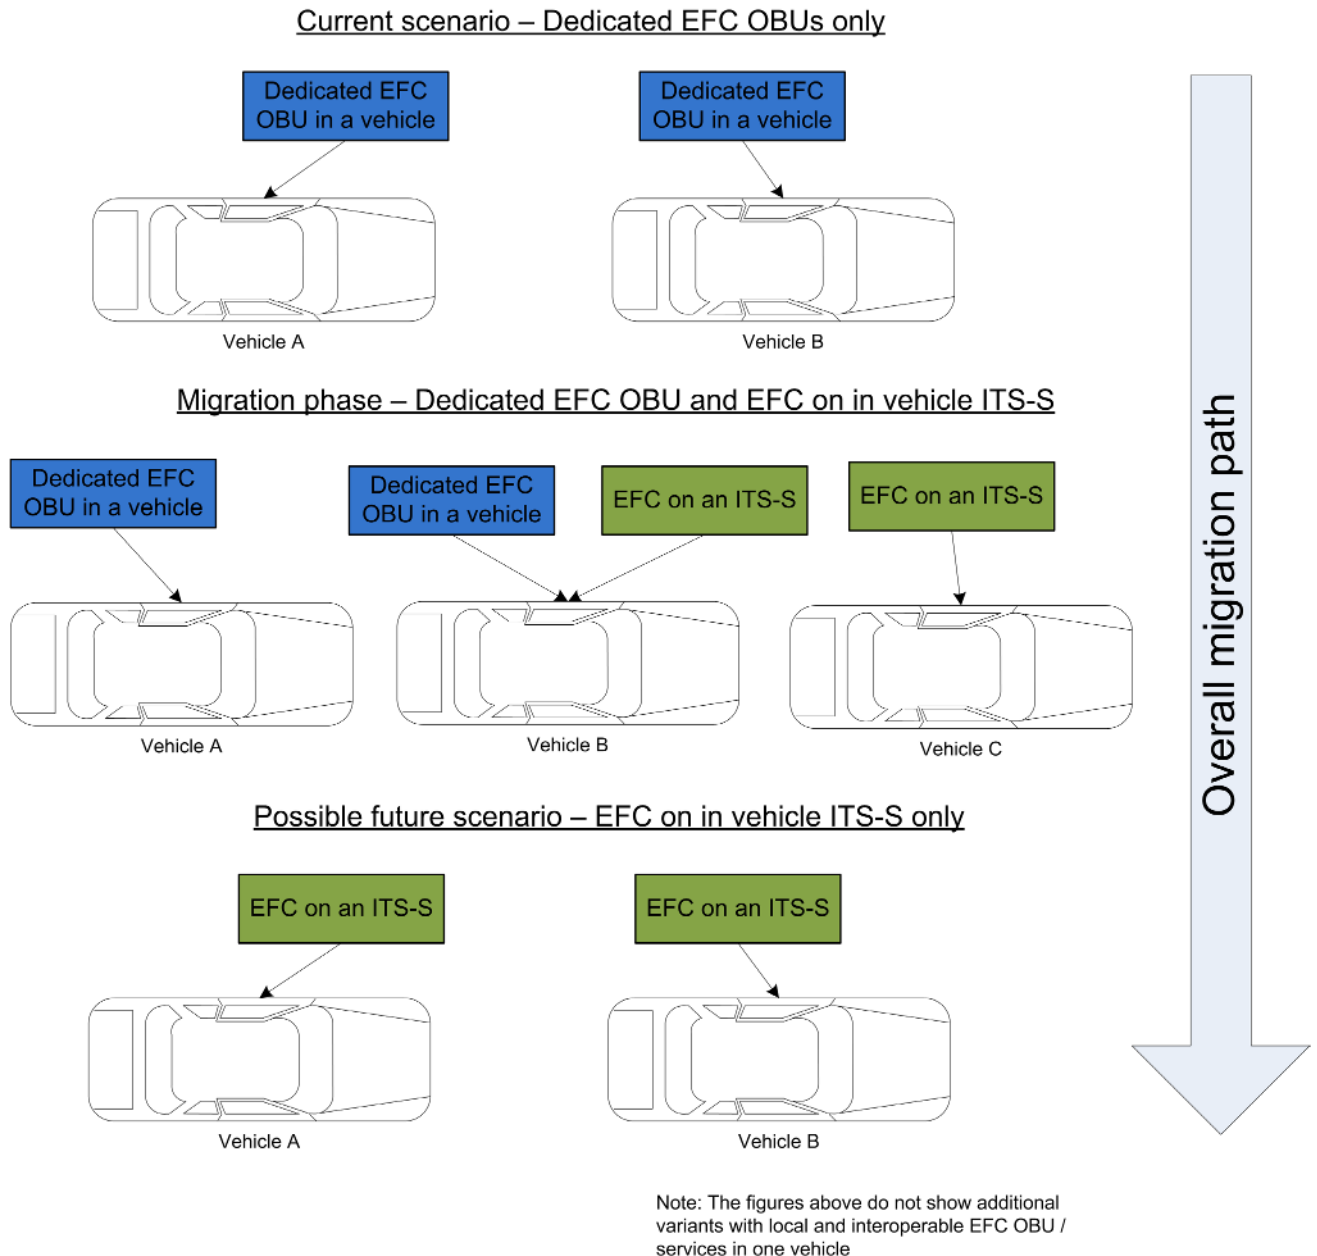 Current scenario – Dedicated EFC OBUs only
Dedicated EFC
OBU in a vehicle
Dedicated EFC
OBU in a vehicle
Vehicle A
Vehicle B
Migration phase – Dedicated EFC OBU and EFC on in vehicle ITS-S
Dedicated EFC
OBU in a vehicle
Dedicated EFC
OBU in a vehicle
EFC on an ITS-S
EFC on an ITS-S
Vehicle A
Vehicle B
Vehicle C
Possible future scenario – EFC on in vehicle ITS-S only
EFC on an ITS-S
EFC on an ITS-S
Vehicle A
Vehicle B
Overall migration path
Note: The figures above do not show additional
variants with local and interoperable EFC OBU /
services in one vehicle